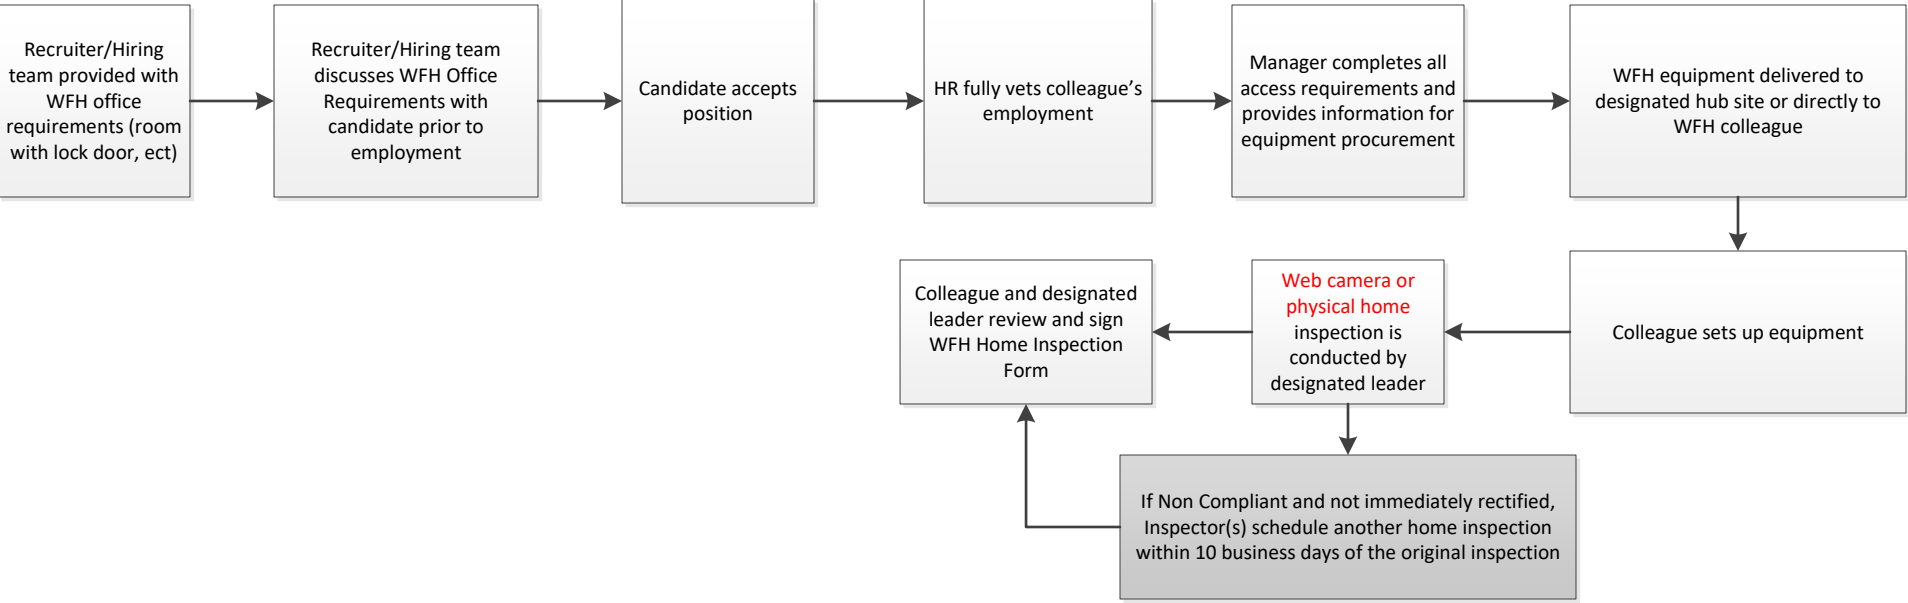 Recruiter/Hiring
team provided with
WFH office
requirements (room
with lock door, ect)
Recruiter/Hiring team
discusses WFH Office
Requirements with
candidate prior to
employment
Candidate accepts
position
HR fully vets colleague’s
employment
Manager completes all
access requirements and
provides information for
equipment procurement
WFH equipment delivered to
designated hub site or directly to
WFH colleague
Colleague sets up equipment
Web camera or
physical home
inspection is
conducted by
designated leader
Colleague and designated
leader review and sign
WFH Home Inspection
Form
If Non Compliant and not immediately rectified,
Inspector(s) schedule another home inspection
within 10 business days of the original inspection